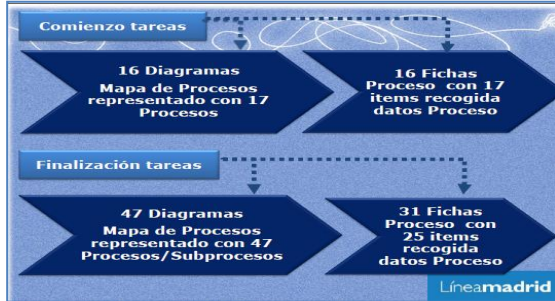 Comienzo tareas
16 Diagramas
Mapa de Procesos
representado con 17
Procesos
16 Fichas
Proceso con 17
items recogida
datos Proceso
Finalización tareas
47 Diagramas
Mapa de Procesos
representado con 47
Procesos/Subprocesos
31 Fichas
Proceso con
25 items
recogida
datos Proceso
Líneamadrid